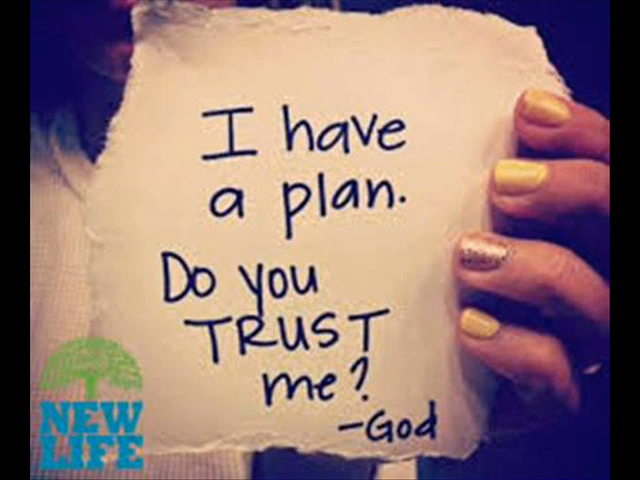 I have
a plan.
Do you
TRUST
me?
-God
NEW
LIFE